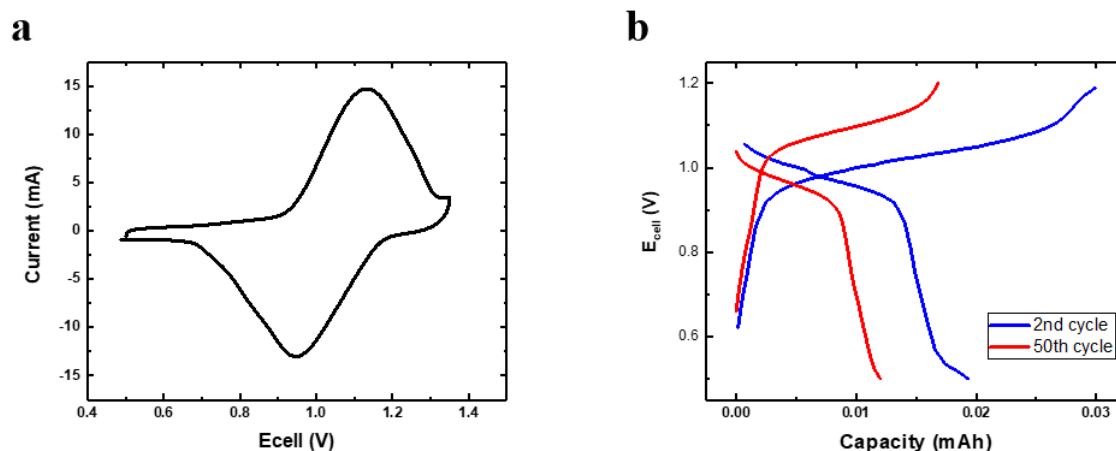 a
15
10
5
0
-5
-10
-15
0.4
0.6
0.8
1.0
1.2
1.4
Current (mA)
Ecell (V)
b
1.2
1.0
0.8
0.6
0.00
0.01
0.02
0.03
E_cell (V)
Capacity (mAh)
2nd cycle
50th cycle